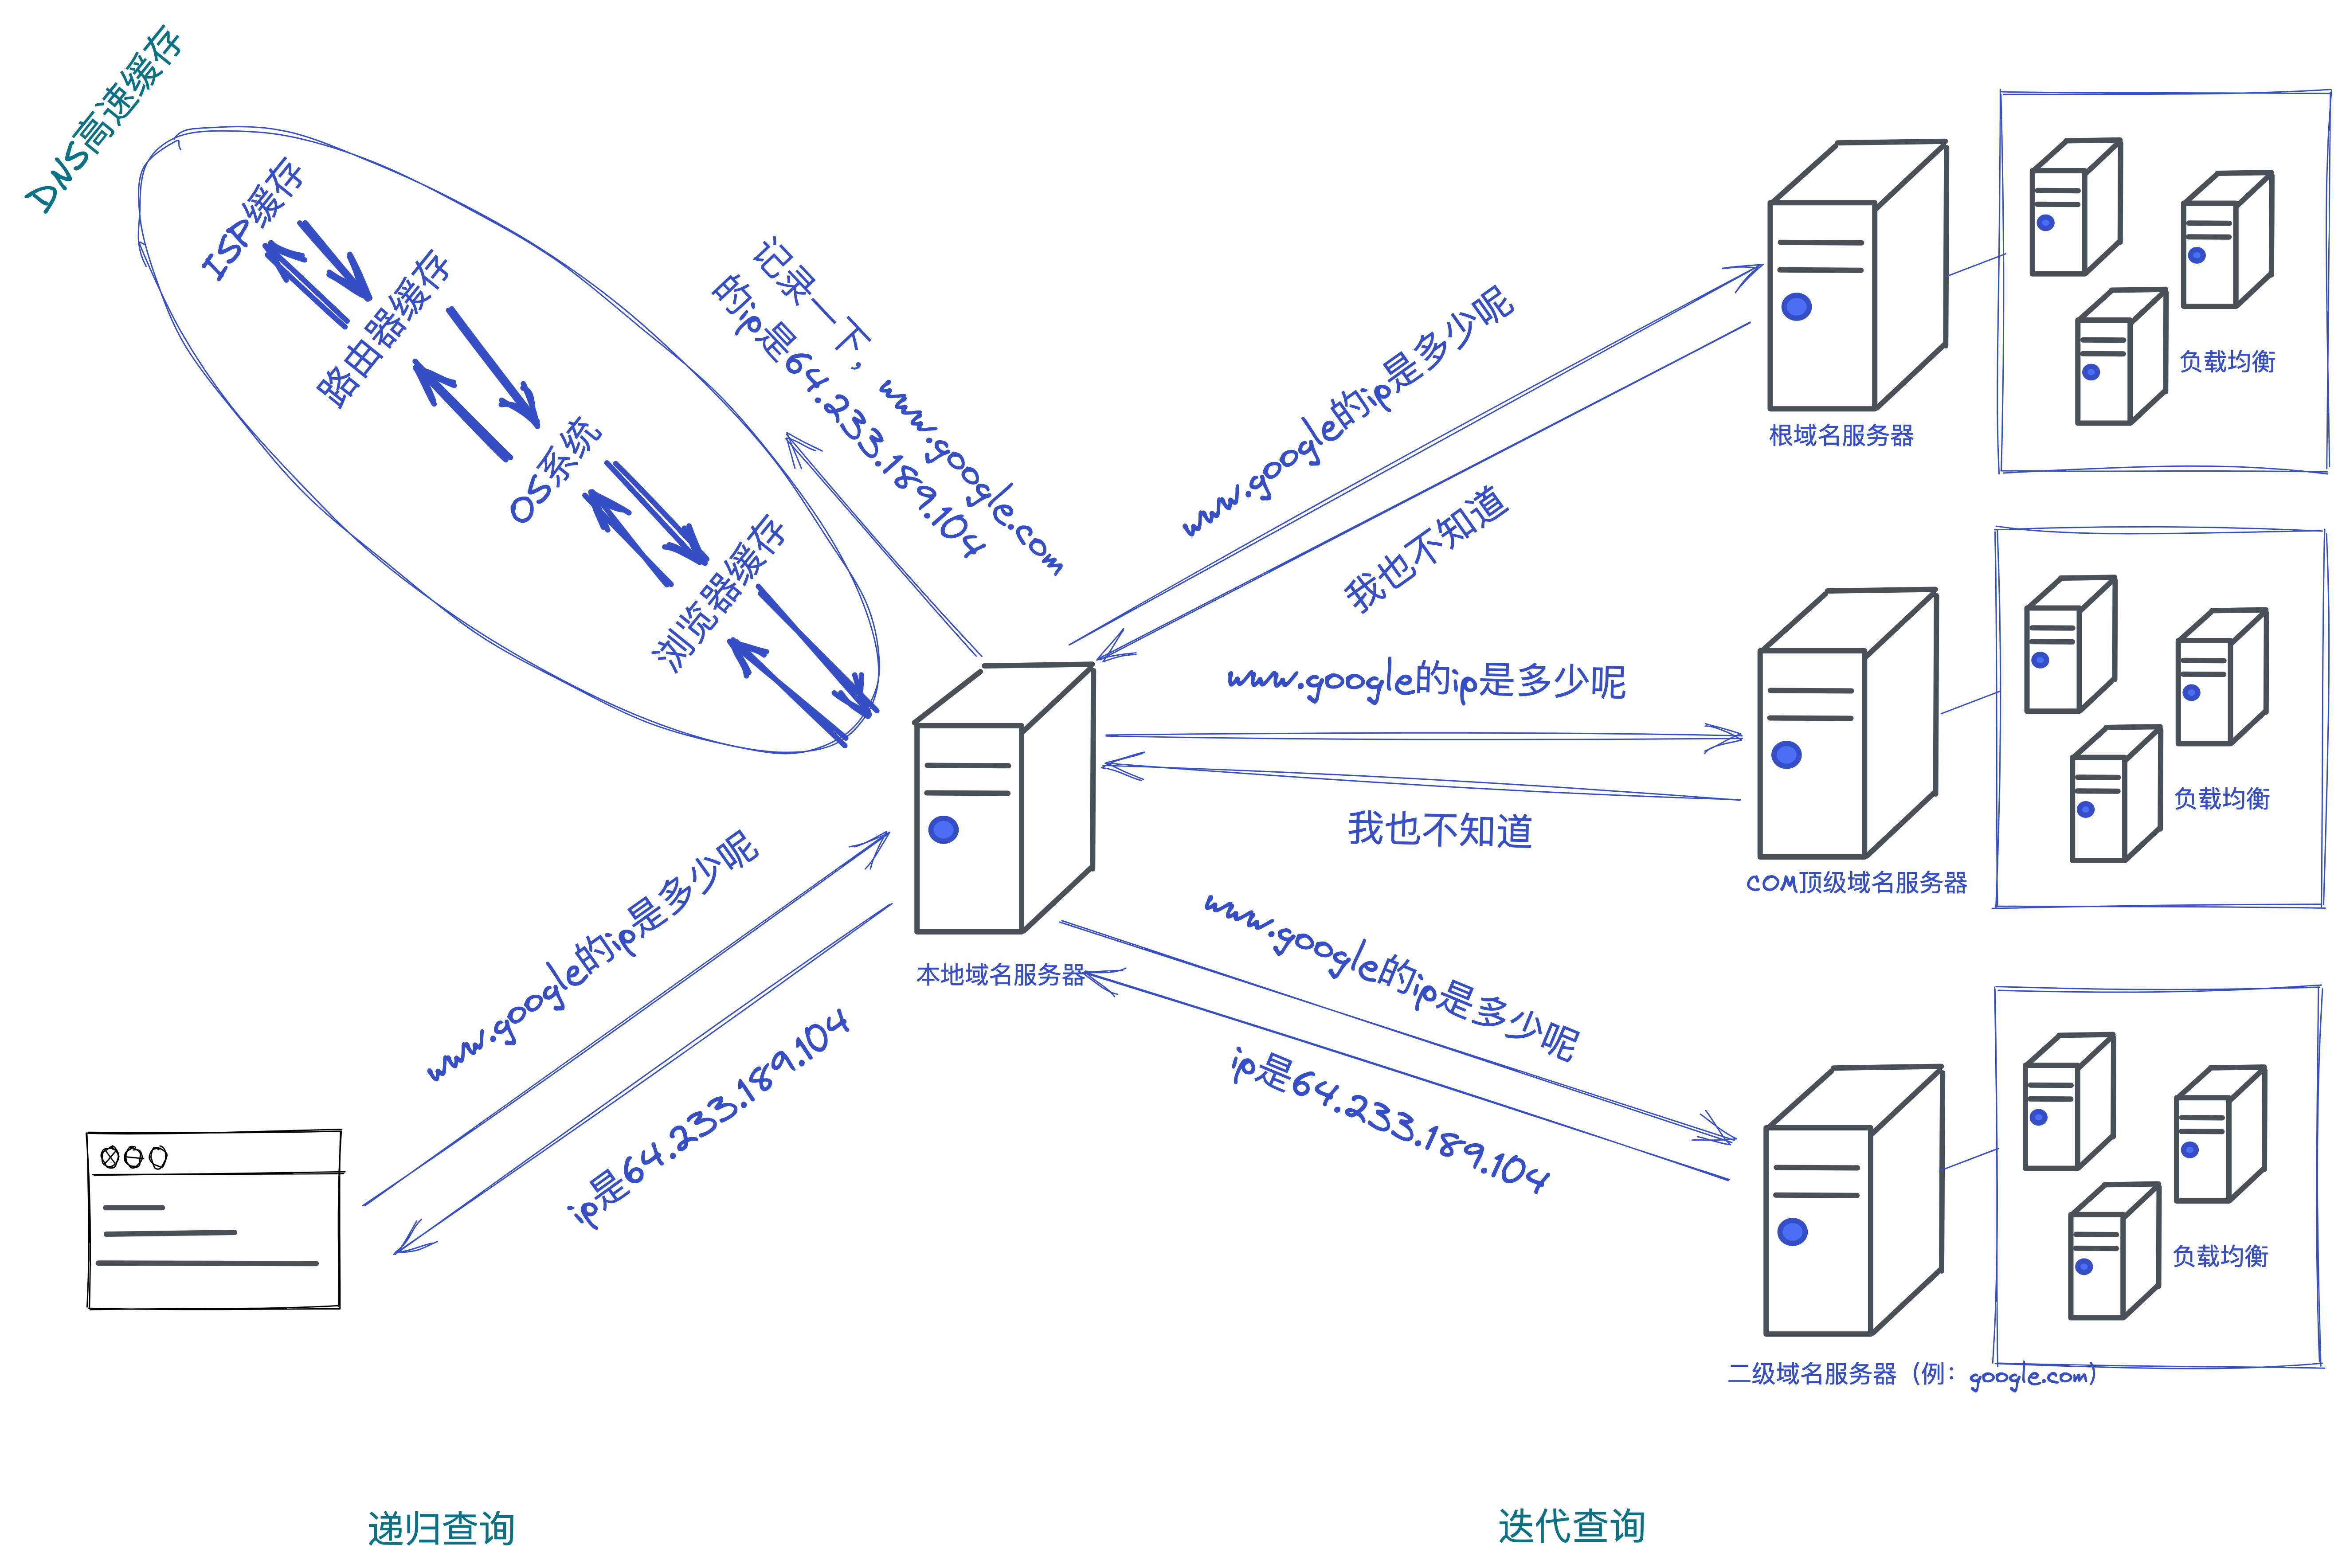 DNS高速缓存
ISP缓存
路由器缓存
OS系统
浏览器缓存
记录一下，www.google.com
的ip是64.233.189.104
www.google的ip是多少呢
我也不知道
根域名服务器
负载均衡
www.google的ip是多少呢
我也不知道
COM顶级域名服务器
负载均衡
www.google的ip是多少呢
ip是64.233.189.104
本地域名服务器
www.google的ip是多少呢
ip是64.233.189.104
负载均衡
二级域名服务器（例：google.com）
递归查询
迭代查询